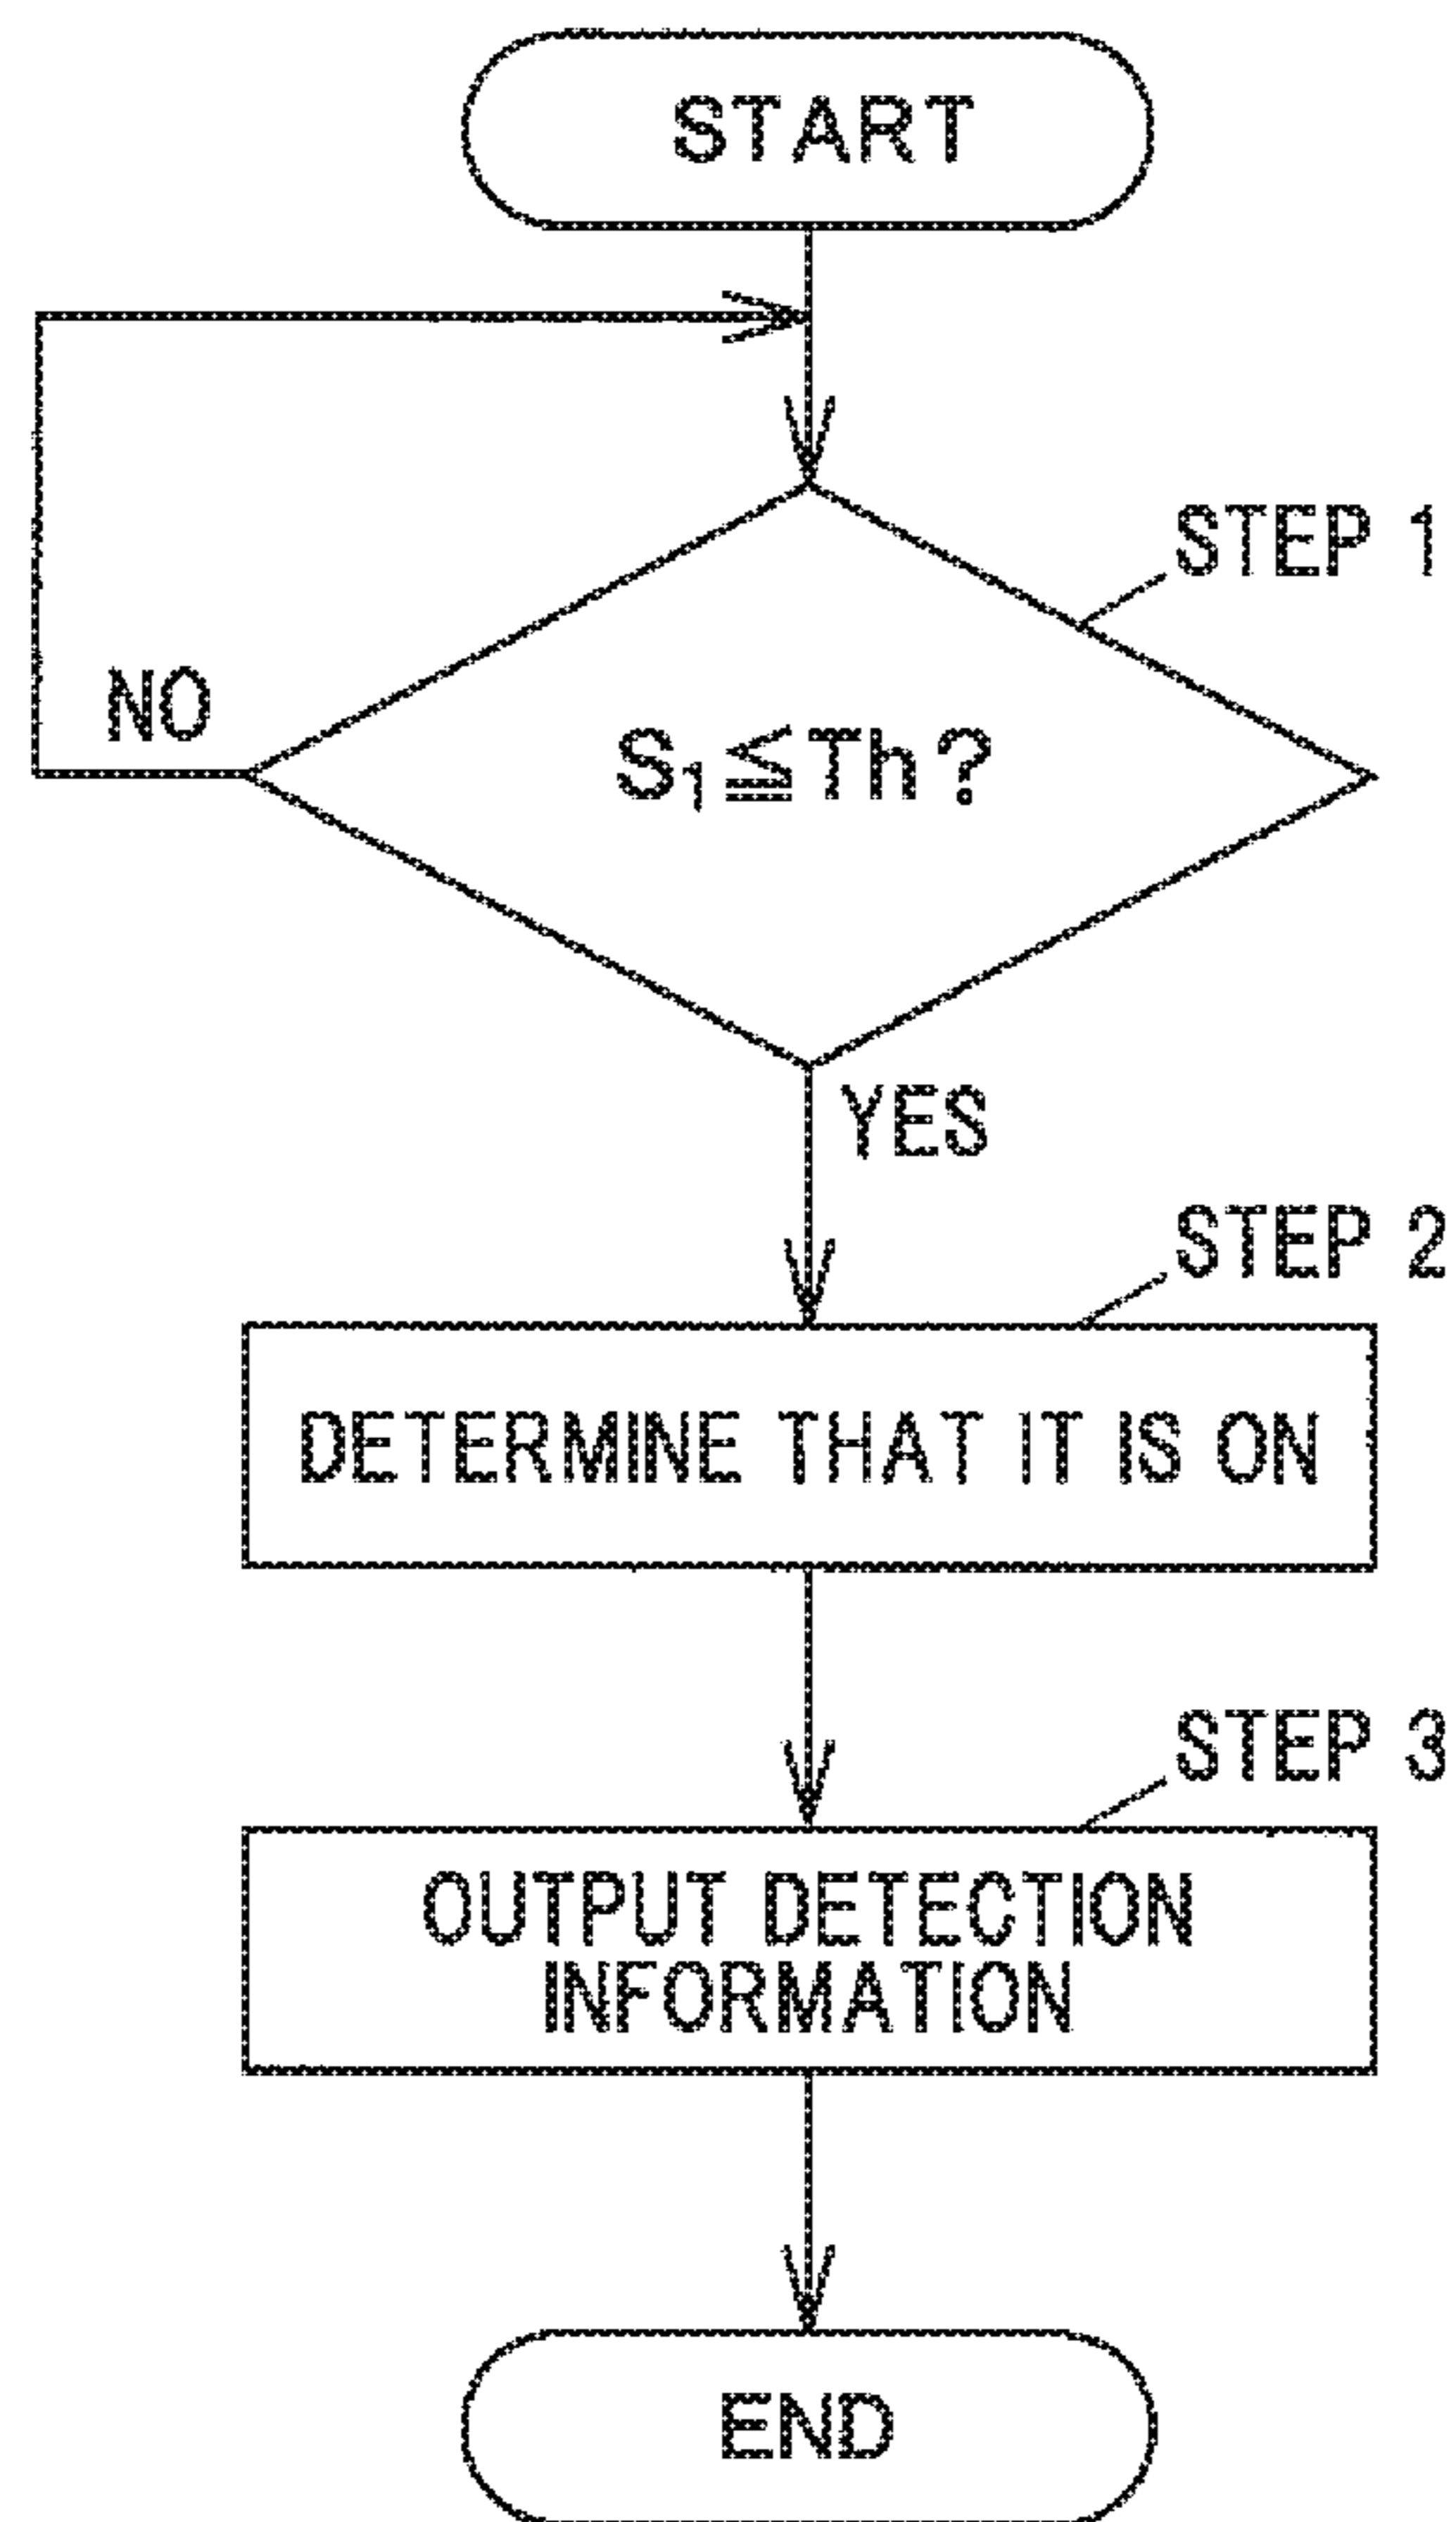 START
STEP 1
NO
S₁≦Th?
YES
STEP 2
DETERMINE THAT IT IS ON
STEP 3
OUTPUT DETECTION
INFORMATION
END